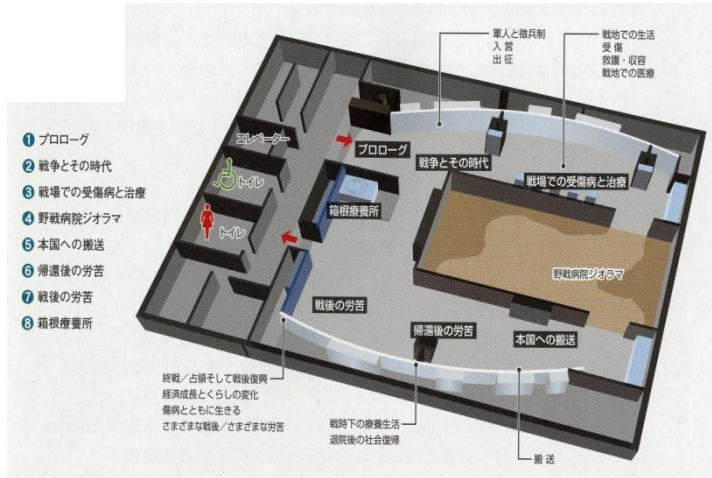 軍人と徴兵制
入 営
出 征
戦地での生活
受 傷
救護・収容
戦地での医療
❶ プロローグ
❷ 戦争とその時代
❸ 戦場での受傷病と治療
❹ 野戦病院ジオラマ
❺ 本国への搬送
❻ 帰還後の労苦
❼ 戦後の労苦
❽ 箱根療養所
エレベーター
トイレ
トイレ
プロローグ
戦争とその時代
戦場での受傷病と治療
箱根療養所
野戦病院ジオラマ
戦後の労苦
帰還後の労苦
本国への搬送
終戦／占領そして戦後復興
経済成長とくらしの変化
傷病とともに生きる
さまざまな戦後／さまざまな労苦
戦時下の療養生活
退院後の社会復帰
搬 送